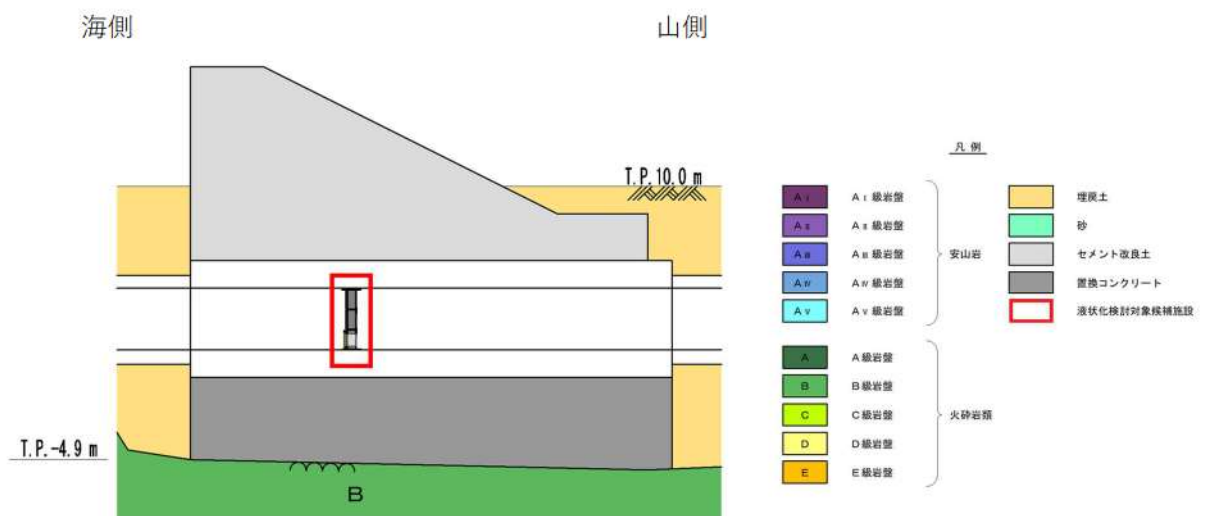 海側
山側
T.P.10.0 m
T.P.-4.9 m
B
凡 例
AⅠ AⅠ級岩盤
AⅡ AⅡ級岩盤
AⅢ AⅢ級岩盤
AⅣ AⅣ級岩盤
AⅤ AⅤ級岩盤
安山岩
A A級岩盤
B B級岩盤
C C級岩盤
D D級岩盤
E E級岩盤
火砕岩類
埋戻土
砂
セメント改良土
置換コンクリート
液状化検討対象候補施設